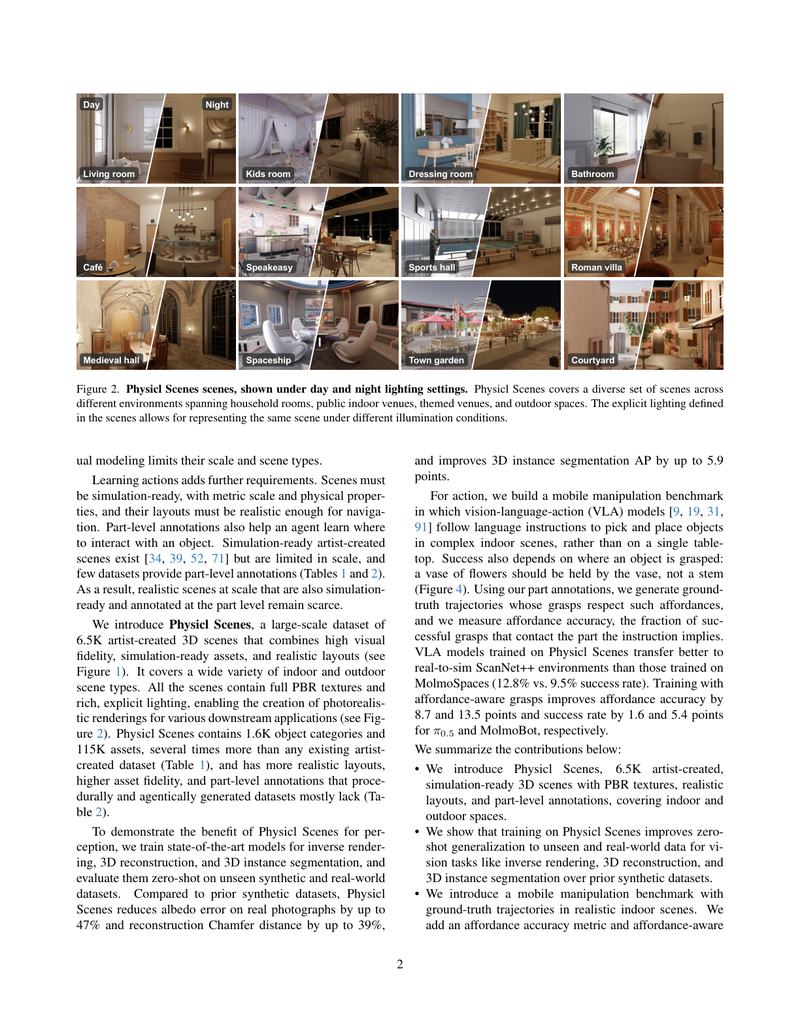 Day
Night
Living room
Kids room
Dressing room
Bathroom
Café
Speakeasy
Sports hall
Roman villa
Medieval hall
Spaceship
Town garden
Courtyard
Figure 2. Physicl Scenes scenes, shown under day and night lighting settings. Physicl Scenes covers a diverse set of scenes across
different environments spanning household rooms, public indoor venues, themed venues, and outdoor spaces. The explicit lighting defined
in the scenes allows for representing the same scene under different illumination conditions.
ual modeling limits their scale and scene types.
Learning actions adds further requirements. Scenes must
be simulation-ready, with metric scale and physical proper-
ties, and their layouts must be realistic enough for naviga-
tion. Part-level annotations also help an agent learn where
to interact with an object. Simulation-ready artist-created
scenes exist [34, 39, 52, 71] but are limited in scale, and
few datasets provide part-level annotations (Tables 1 and 2).
As a result, realistic scenes at scale that are also simulation-
ready and annotated at the part level remain scarce.
We introduce Physicl Scenes, a large-scale dataset of
6.5K artist-created 3D scenes that combines high visual
fidelity, simulation-ready assets, and realistic layouts (see
Figure 1). It covers a wide variety of indoor and outdoor
scene types. All the scenes contain full PBR textures and
rich, explicit lighting, enabling the creation of photorealis-
tic renderings for various downstream applications (see Fig-
ure 2). Physicl Scenes contains 1.6K object categories and
115K assets, several times more than any existing artist-
created dataset (Table 1), and has more realistic layouts,
higher asset fidelity, and part-level annotations that proce-
durally and agentically generated datasets mostly lack (Ta-
ble 2).
To demonstrate the benefit of Physicl Scenes for per-
ception, we train state-of-the-art models for inverse render-
ing, 3D reconstruction, and 3D instance segmentation, and
evaluate them zero-shot on unseen synthetic and real-world
datasets. Compared to prior synthetic datasets, Physicl
Scenes reduces albedo error on real photographs by up to
47% and reconstruction Chamfer distance by up to 39%,
and improves 3D instance segmentation AP by up to 5.9
points.
For action, we build a mobile manipulation benchmark
in which vision-language-action (VLA) models [9, 19, 31,
91] follow language instructions to pick and place objects
in complex indoor scenes, rather than on a single table-
top. Success also depends on where an object is grasped:
a vase of flowers should be held by the vase, not a stem
(Figure 4). Using our part annotations, we generate ground-
truth trajectories whose grasps respect such affordances,
and we measure affordance accuracy, the fraction of suc-
cessful grasps that contact the part the instruction implies.
VLA models trained on Physicl Scenes transfer better to
real-to-sim ScanNet++ environments than those trained on
MolmoSpaces (12.8% vs. 9.5% success rate). Training with
affordance-aware grasps improves affordance accuracy by
8.7 and 13.5 points and success rate by 1.6 and 5.4 points
for π0.5 and MolmoBot, respectively.
We summarize the contributions below:
• We introduce Physicl Scenes, 6.5K artist-created,
simulation-ready 3D scenes with PBR textures, realistic
layouts, and part-level annotations, covering indoor and
outdoor spaces.
• We show that training on Physicl Scenes improves zero-
shot generalization to unseen and real-world data for vi-
sion tasks like inverse rendering, 3D reconstruction, and
3D instance segmentation over prior synthetic datasets.
• We introduce a mobile manipulation benchmark with
ground-truth trajectories in realistic indoor scenes. We
add an affordance accuracy metric and affordance-aware
2